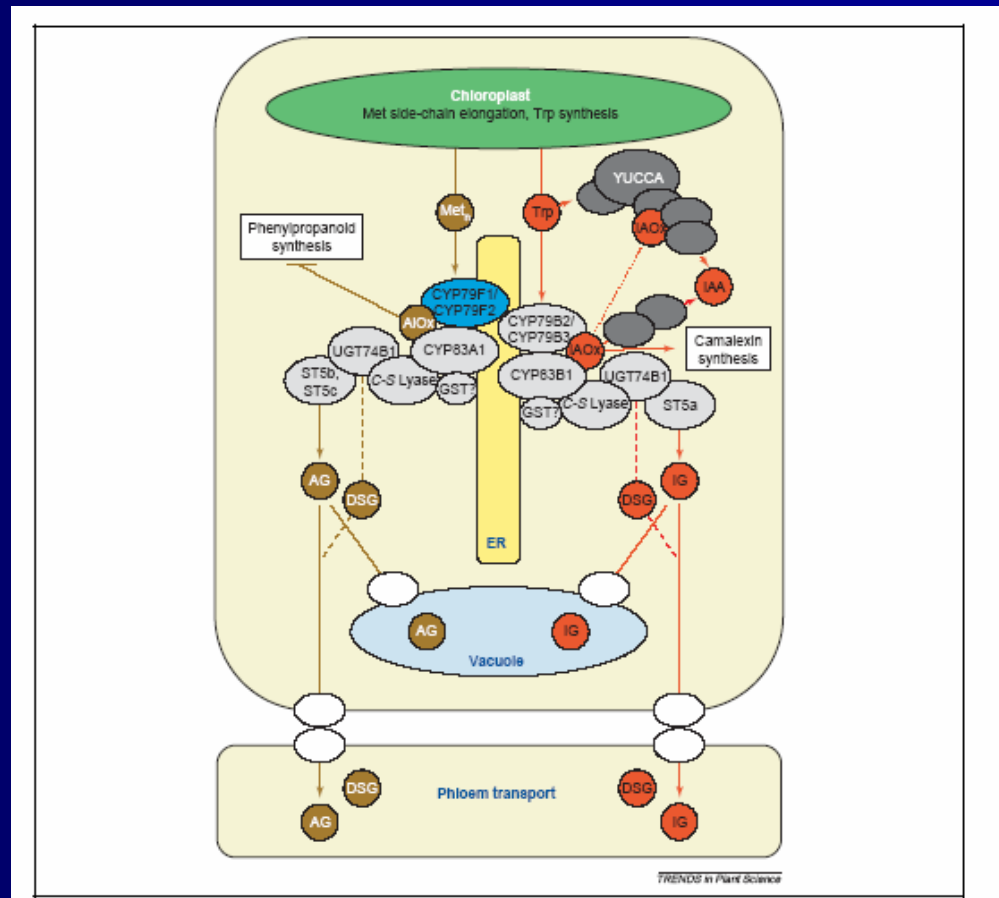 Chloroplast
Met side-chain elongation, Trp synthesis
YUCCA
Met n
Trp
IAOx
Phenylpropanoid
synthesis
IAA
CYP79F1/
CYP79F2
AlOx
CYP79B2/
CYP79B3
IAOx
Camalexin
synthesis
UGT74B1
CYP83A1
CYP83B1
UGT74B1
ST5b,
ST5c
C-S Lyase
GST?
GST?
C-S Lyase
ST5a
AG
DSG
DSG
IG
ER
AG
IG
Vacuole
DSG
Phloem transport
DSG
AG
IG
TRENDS in Plant Science